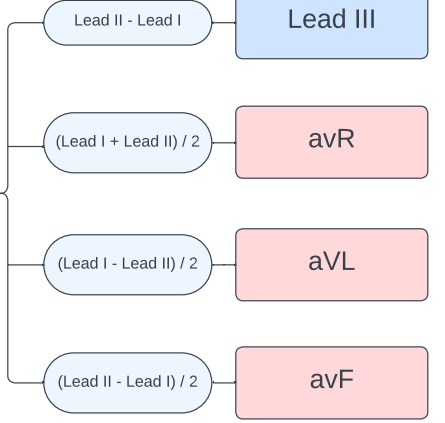 Lead II - Lead I
Lead III
(Lead I + Lead II) / 2
avR
(Lead I - Lead II) / 2
aVL
(Lead II - Lead I) / 2
avF